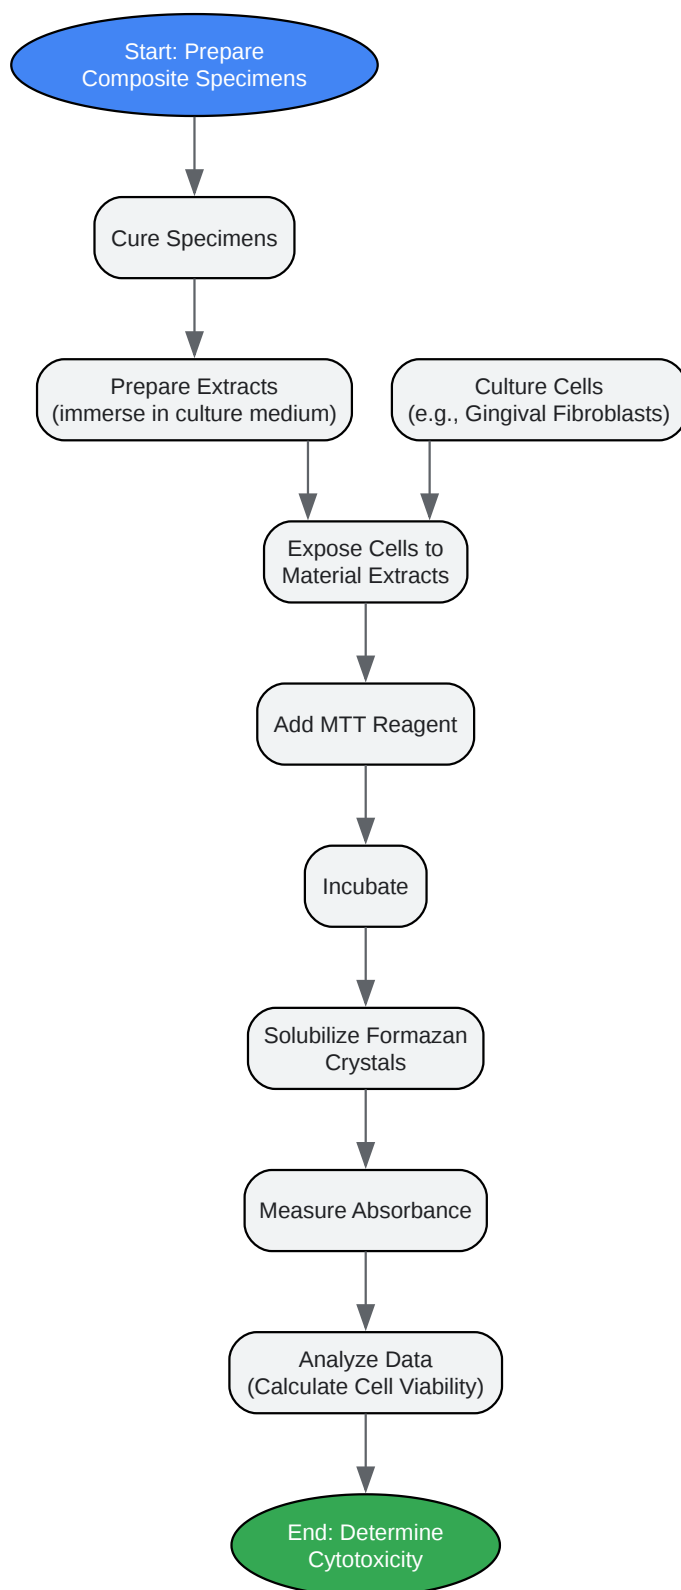 Start: Prepare
Composite Specimens
Cure Specimens
Prepare Extracts
(immerse in culture medium)
Culture Cells
(e.g., Gingival Fibroblasts)
Expose Cells to
Material Extracts
Add MTT Reagent
Incubate
Solubilize Formazan
Crystals
Measure Absorbance
Analyze Data
(Calculate Cell Viability)
End: Determine
Cytotoxicity